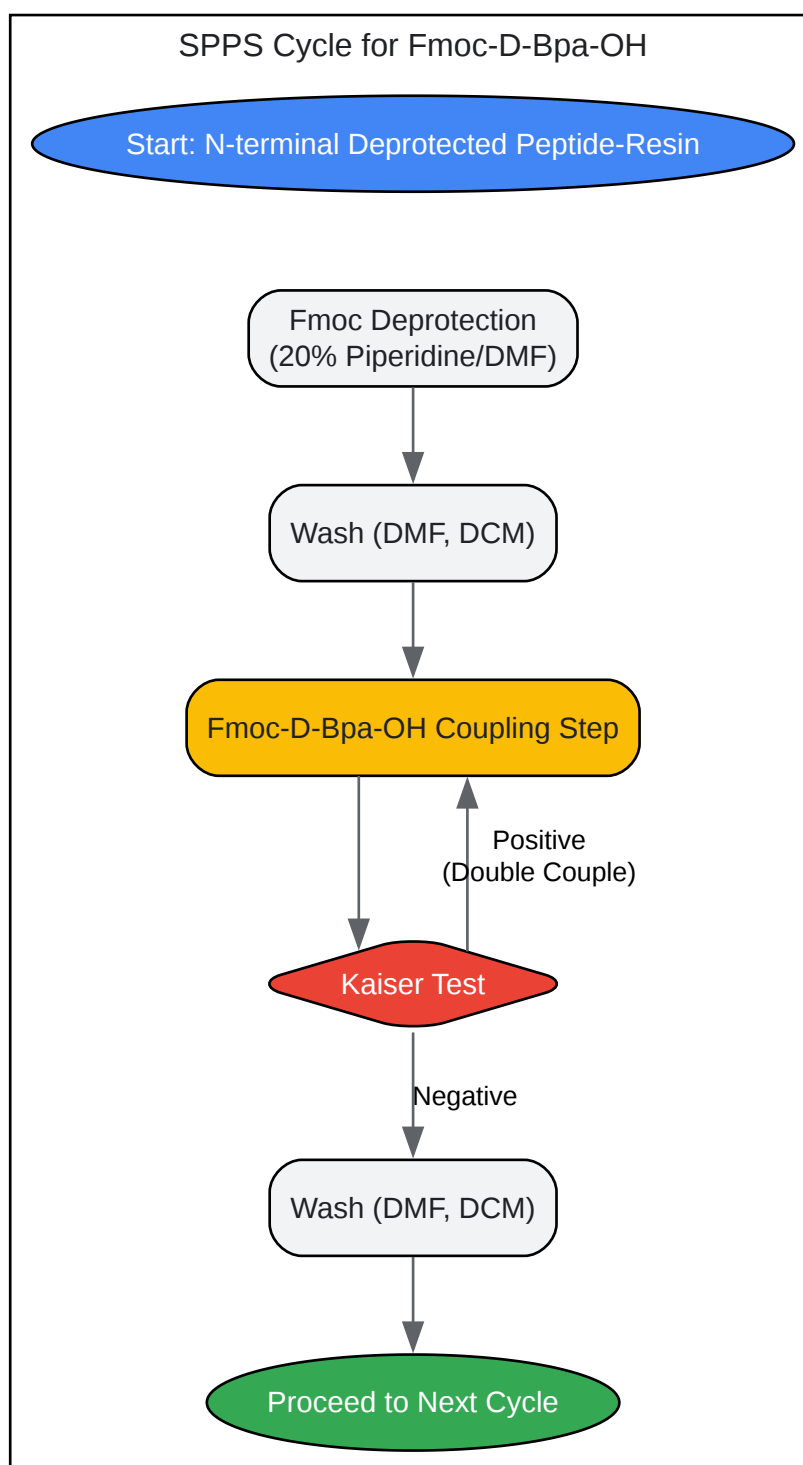 SPPS Cycle for Fmoc-D-Bpa-OH
Start: N-terminal Deprotected Peptide-Resin
Fmoc Deprotection
(20% Piperidine/DMF)
Wash (DMF, DCM)
Fmoc-D-Bpa-OH Coupling Step
Positive
(Double Couple)
Kaiser Test
Negative
Wash (DMF, DCM)
Proceed to Next Cycle